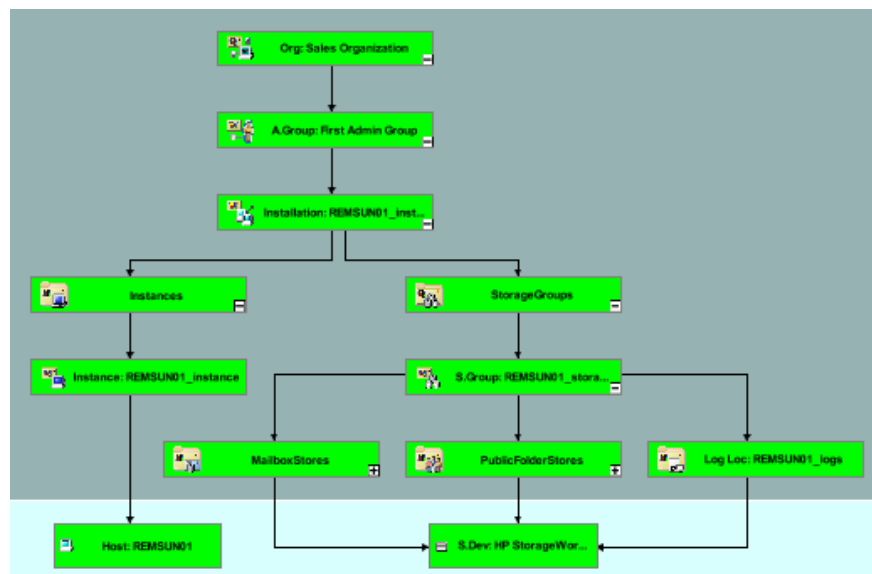 Org: Sales Organization
A.Group: First Admin Group
Installation: REMSUN01_inst...
Instances
StorageGroups
Instance: REMSUN01_instance
S.Group: REMSUN01_stora...
MailboxStores
PublicFolderStores
Log Loc: REMSUN01_logs
Host: REMSUN01
S.Dev: HP StorageWor...